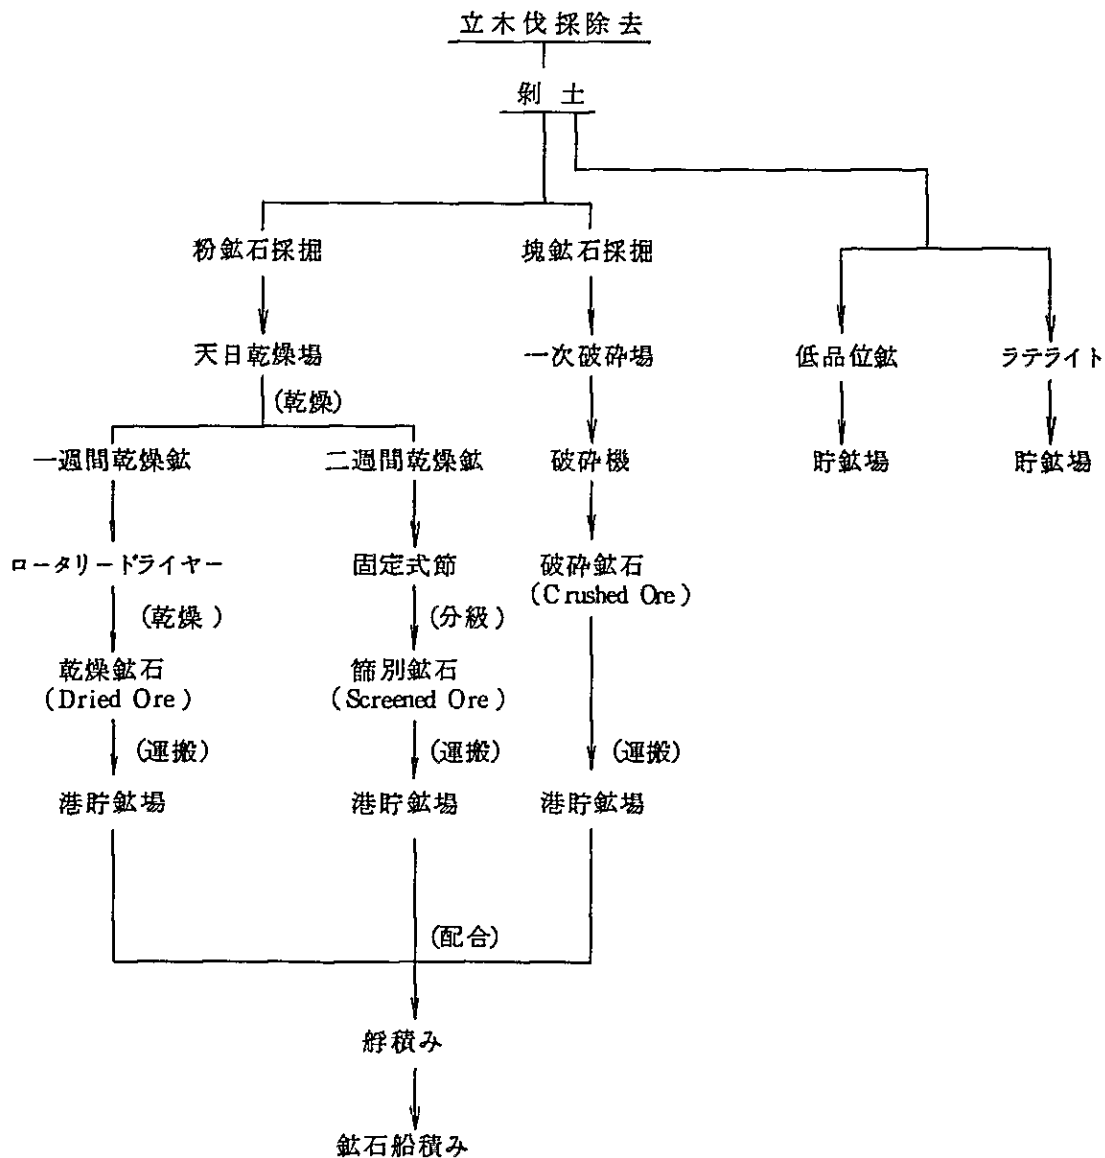 立木伐採除去
剝土
粉鉱石採掘
塊鉱石採掘
天日乾燥場
一次破砕場
低品位鉱
ラテライト
(乾燥)
一週間乾燥鉱
二週間乾燥鉱
破砕機
貯鉱場
貯鉱場
ロータリードライヤー
固定式節
破砕鉱石
(Crushed Ore)
(乾燥)
(分級)
乾燥鉱石
(Dried Ore)
篩別鉱石
(Screened Ore)
(運搬)
(運搬)
(運搬)
港貯鉱場
港貯鉱場
港貯鉱場
(配合)
艀積み
鉱石船積み